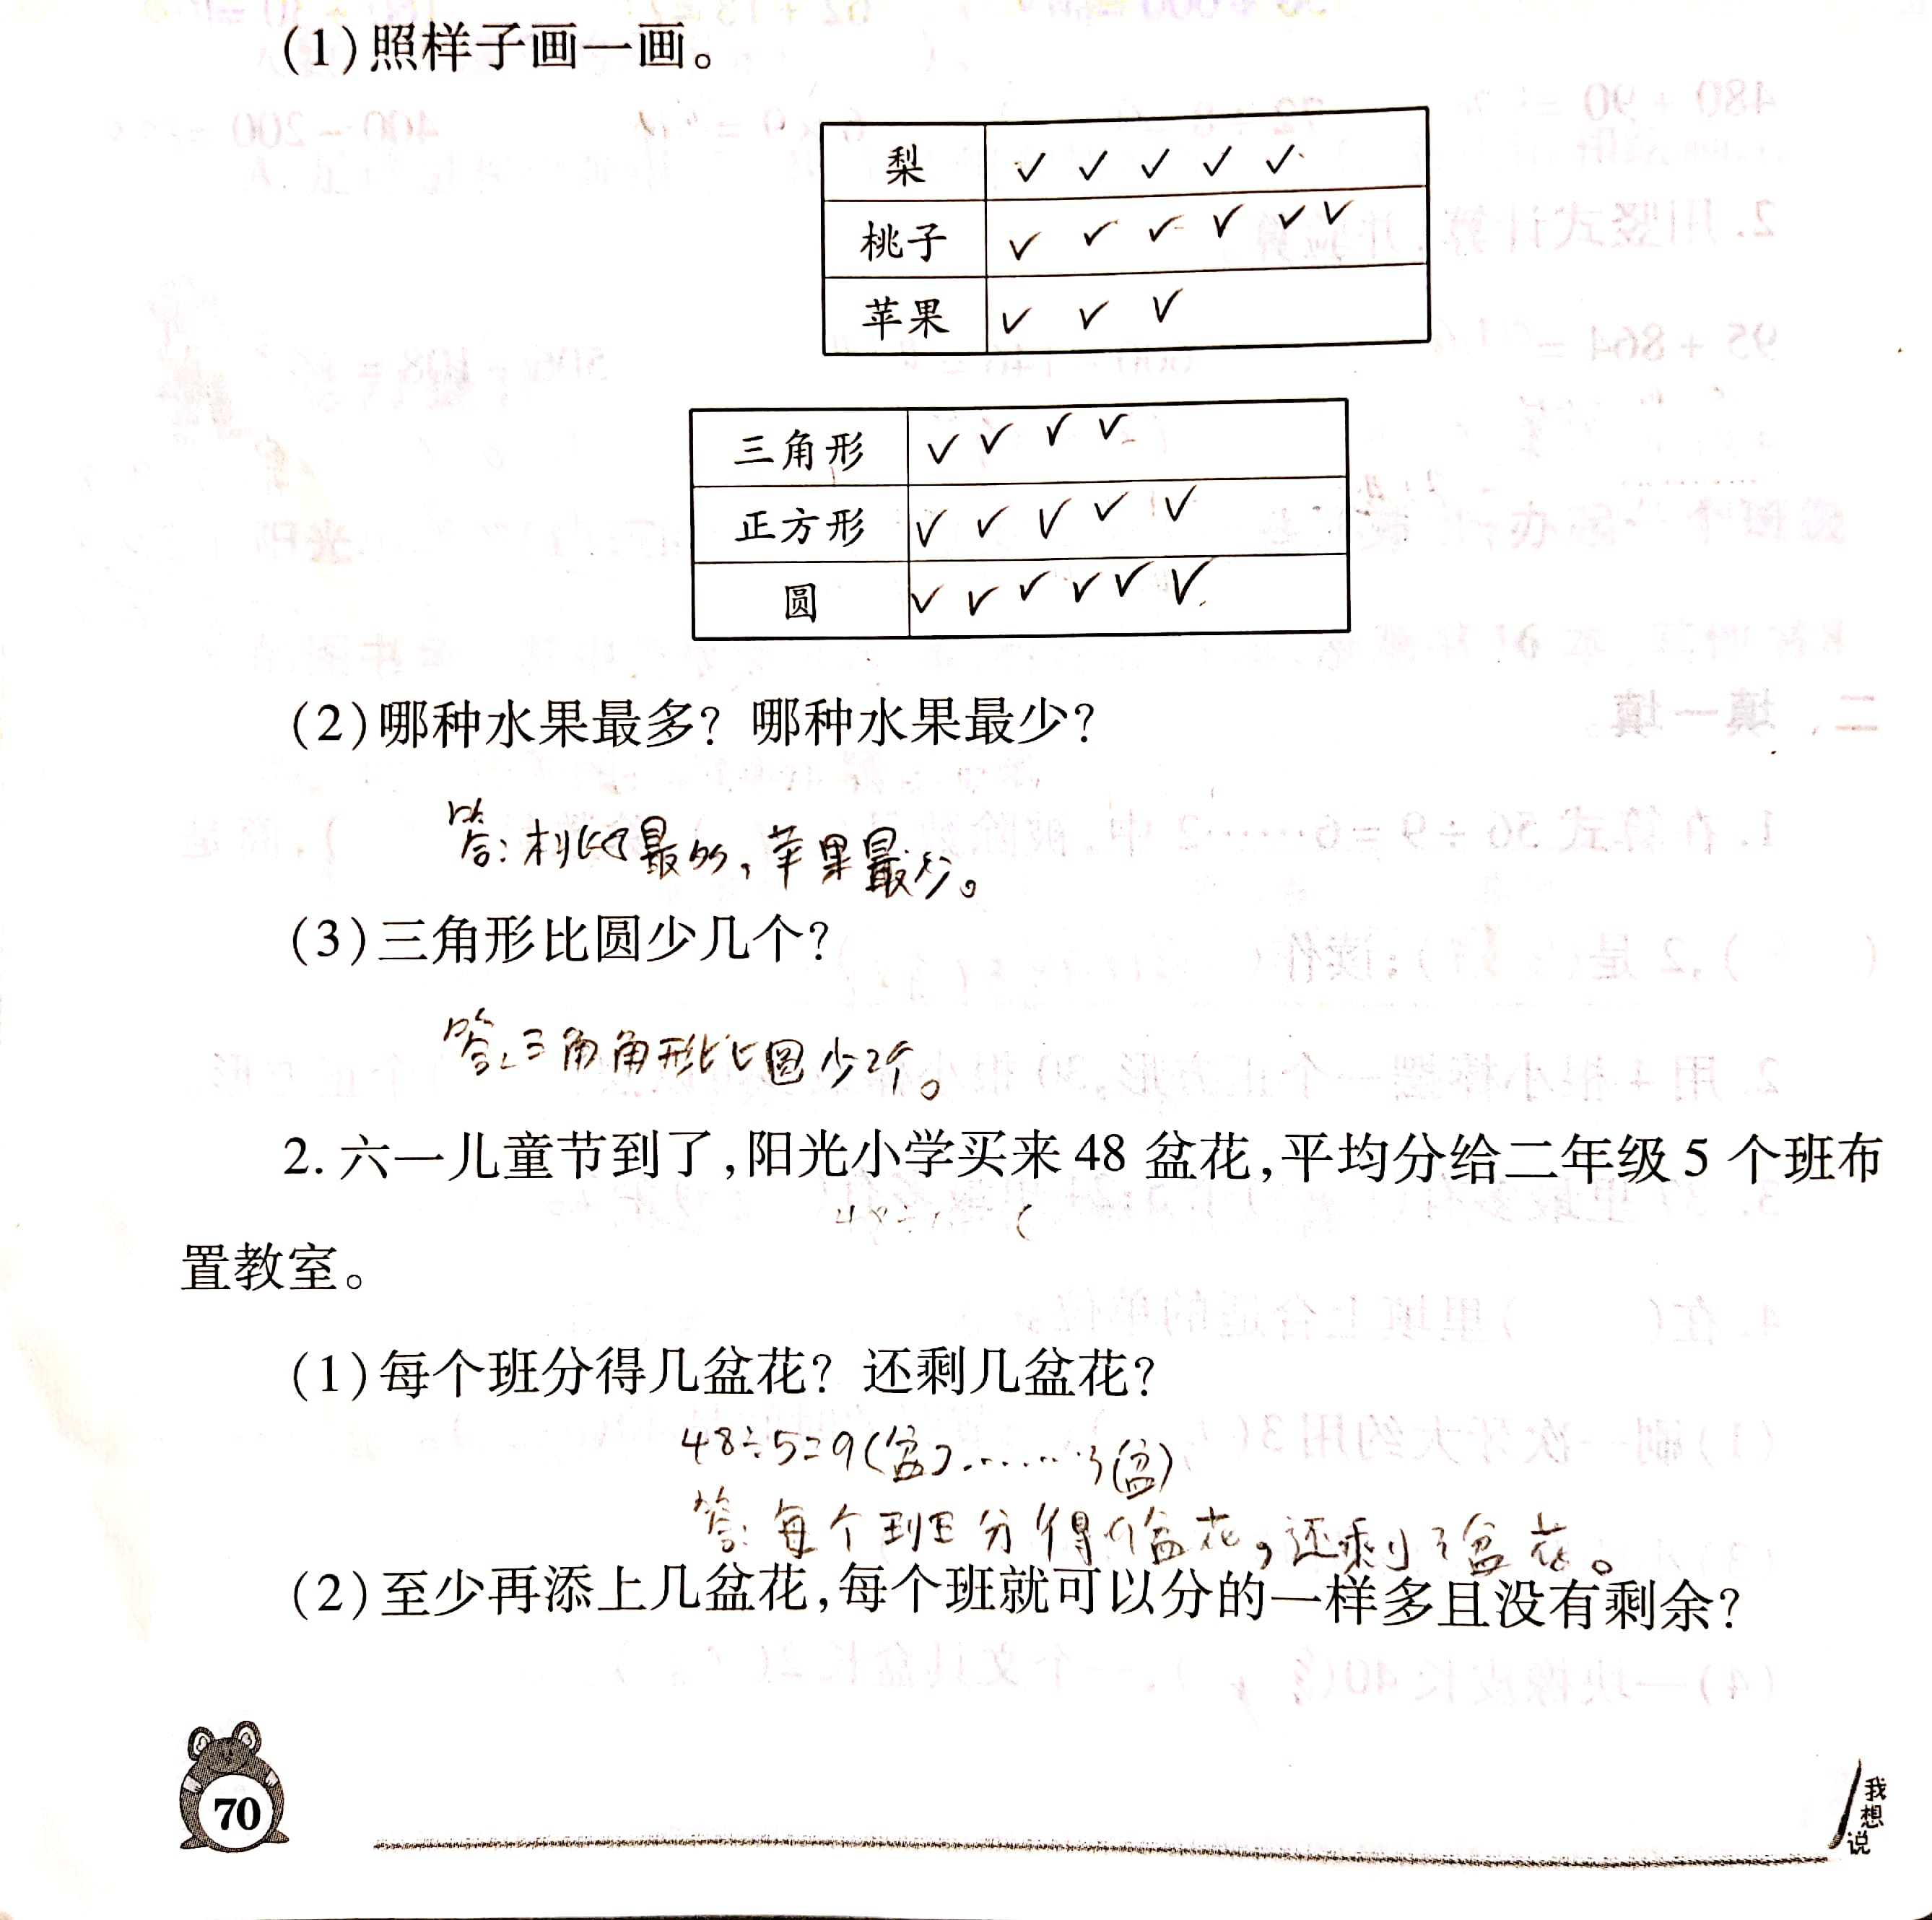 (1)照样子画一画。
梨 ✓ ✓ ✓ ✓ ✓
桃子 ✓ ✓ ✓ ✓ ✓ ✓
苹果 ✓ ✓ ✓
三角形 ✓ ✓ ✓ ✓
正方形 ✓ ✓ ✓ ✓ ✓
圆 ✓ ✓ ✓ ✓ ✓ ✓
(2)哪种水果最多? 哪种水果最少?
答:桃子最多,苹果最少。
(3)三角形比圆少几个?
答:三角角形比圆少2个。
2.六一儿童节到了,阳光小学买来 48 盆花,平均分给二年级 5 个班布
置教室。
(1)每个班分得几盆花? 还剩几盆花?
48÷5=9(盆)………3(盆)
答:每个班分得9盆花,还剩3盆花。
(2)至少再添上几盆花,每个班就可以分的一样多且没有剩余?
70
我想说